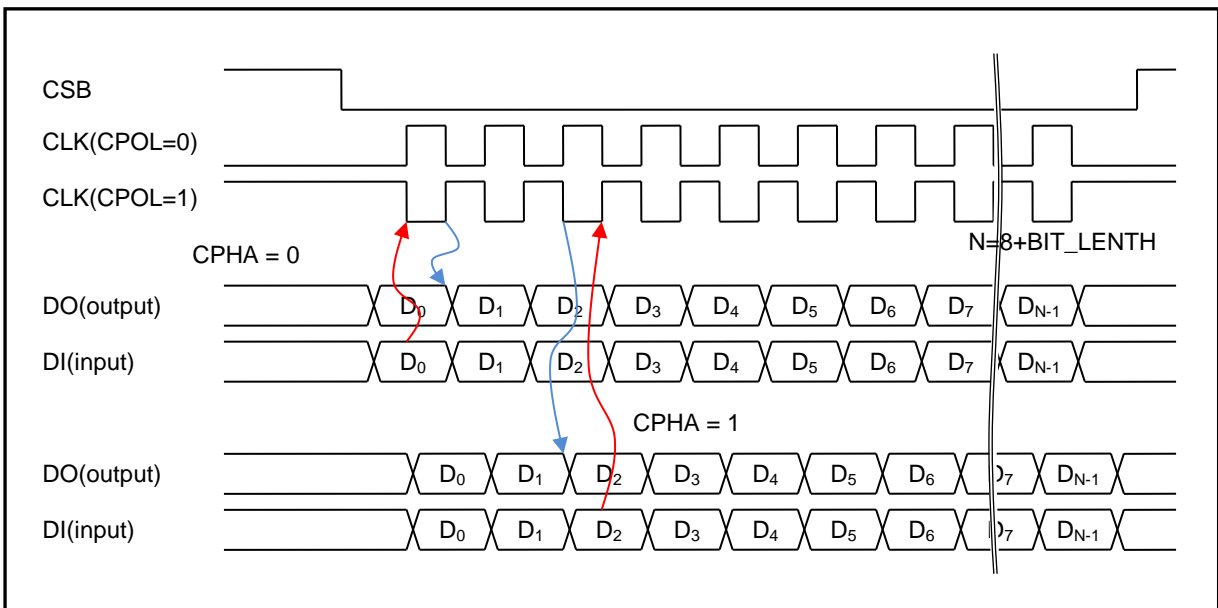 CSB
CLK(CPOL=0)
CLK(CPOL=1)
N=8+BIT_LENTH
CPHA = 0
DO(output) D0 D1 D2 D3 D4 D5 D6 D7 DN-1
DI(input) D0 D1 D2 D3 D4 D5 D6 D7 DN-1
CPHA = 1
DO(output) D0 D1 D2 D3 D4 D5 D6 D7 DN-1
DI(input) D0 D1 D2 D3 D4 D5 D6 D7 DN-1